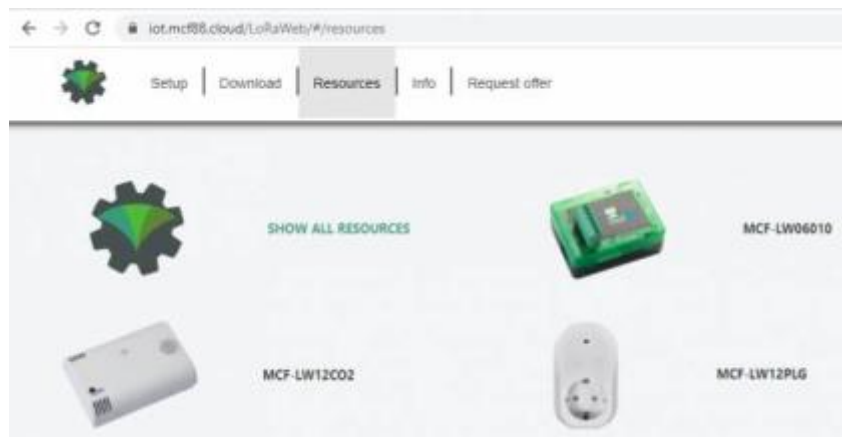 iot.mcf88.cloud/LoRaWeb/#/resources
Setup Download Resources Info Request offer
SHOW ALL RESOURCES
MCF-LW06010
MCF-LW12CO2
MCF-LW12PLG